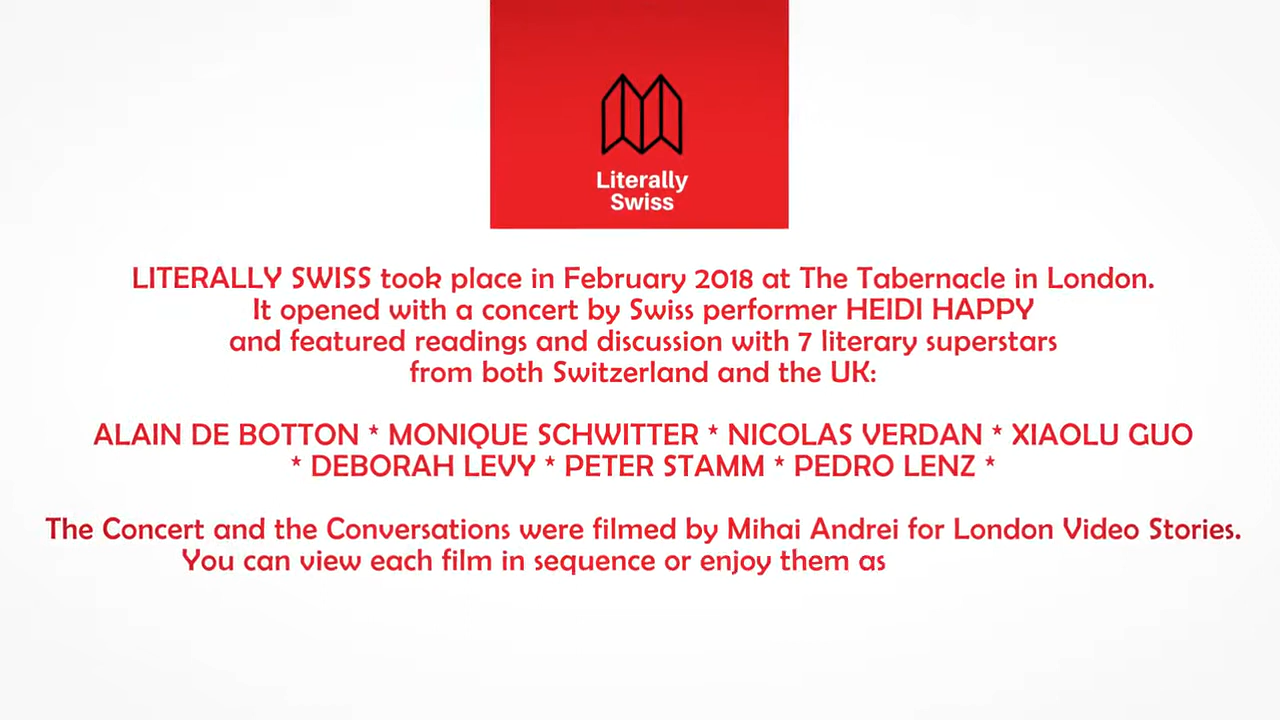 Literally
Swiss
LITERALLY SWISS took place in February 2018 at The Tabernacle in London.
It opened with a concert by Swiss performer HEIDI HAPPY
and featured readings and discussion with 7 literary superstars
from both Switzerland and the UK:
ALAIN DE BOTTON * MONIQUE SCHWITTER * NICOLAS VERDAN * XIAOLU GUO
* DEBORAH LEVY * PETER STAMM * PEDRO LENZ *
The Concert and the Conversations were filmed by Mihai Andrei for London Video Stories.
You can view each film in sequence or enjoy them as